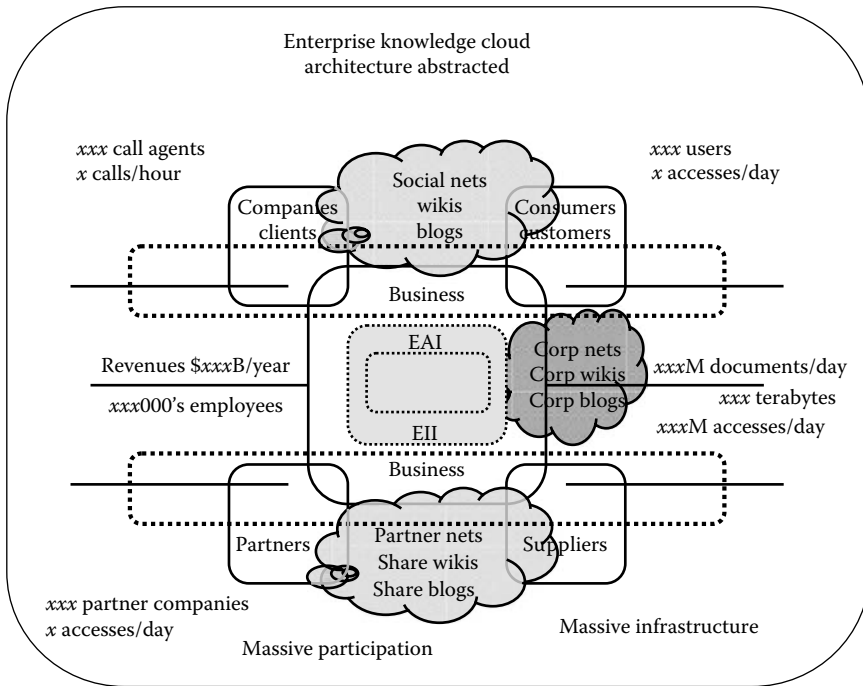 Enterprise knowledge cloud
architecture abstracted
xxx call agents
x calls/hour
xxx users
x accesses/day
Companies
clients
Social nets
wikis
blogs
Consumers
customers
Business
Revenues $xxxB/year
xxx000's employees
EAI
EII
Corp nets
Corp wikis
Corp blogs
xxxM documents/day
xxx terabytes
xxxM accesses/day
Business
Partners
Partner nets
Share wikis
Share blogs
Suppliers
xxx partner companies
x accesses/day
Massive participation
Massive infrastructure